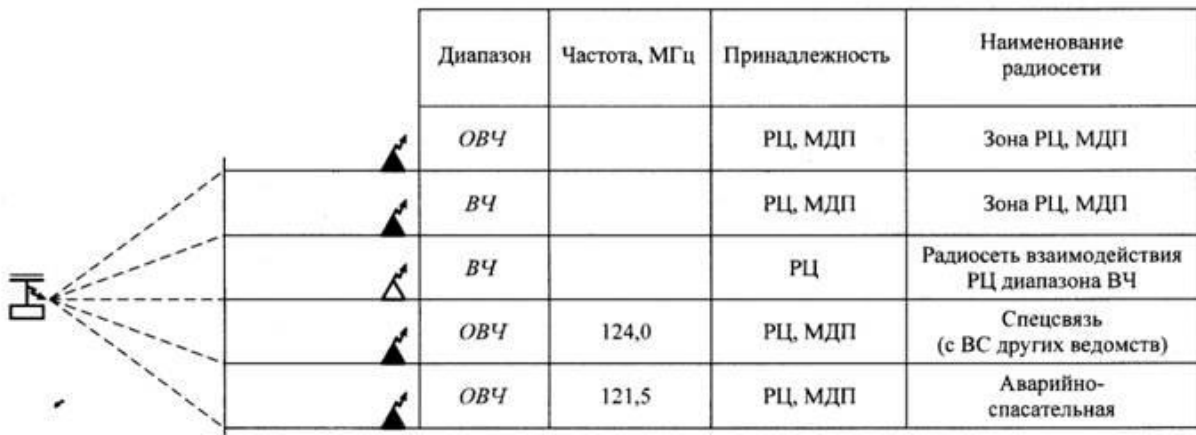 Диапазон
Частота, МГц
Принадлежность
Наименование
радиосети
ОВЧ
РЦ, МДП
Зона РЦ, МДП
ВЧ
РЦ, МДП
Зона РЦ, МДП
ВЧ
РЦ
Радиосеть взаимодействия
РЦ диапазона ВЧ
ОВЧ
124,0
РЦ, МДП
Спецсвязь
(с ВС других ведомств)
ОВЧ
121,5
РЦ, МДП
Аварийно-
спасательная